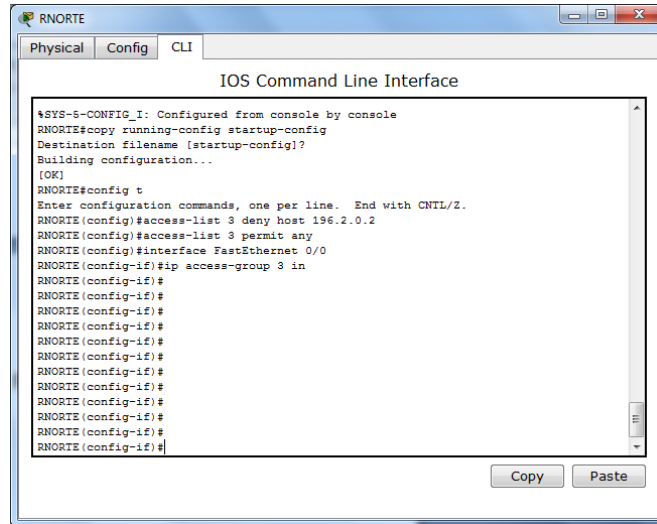 RNORTE
Physical Config CLI
IOS Command Line Interface
%SYS-5-CONFIG_I: Configured from console by console
RNORTE#copy running-config startup-config
Destination filename [startup-config]?
Building configuration...
[OK]
RNORTE#config t
Enter configuration commands, one per line.  End with CNTL/Z.
RNORTE(config)#access-list 3 deny host 196.2.0.2
RNORTE(config)#access-list 3 permit any
RNORTE(config)#interface FastEthernet 0/0
RNORTE(config-if)#ip access-group 3 in
RNORTE(config-if)#
RNORTE(config-if)#
RNORTE(config-if)#
RNORTE(config-if)#
RNORTE(config-if)#
RNORTE(config-if)#
RNORTE(config-if)#
RNORTE(config-if)#
RNORTE(config-if)#
RNORTE(config-if)#
RNORTE(config-if)#
RNORTE(config-if)#
Copy Paste